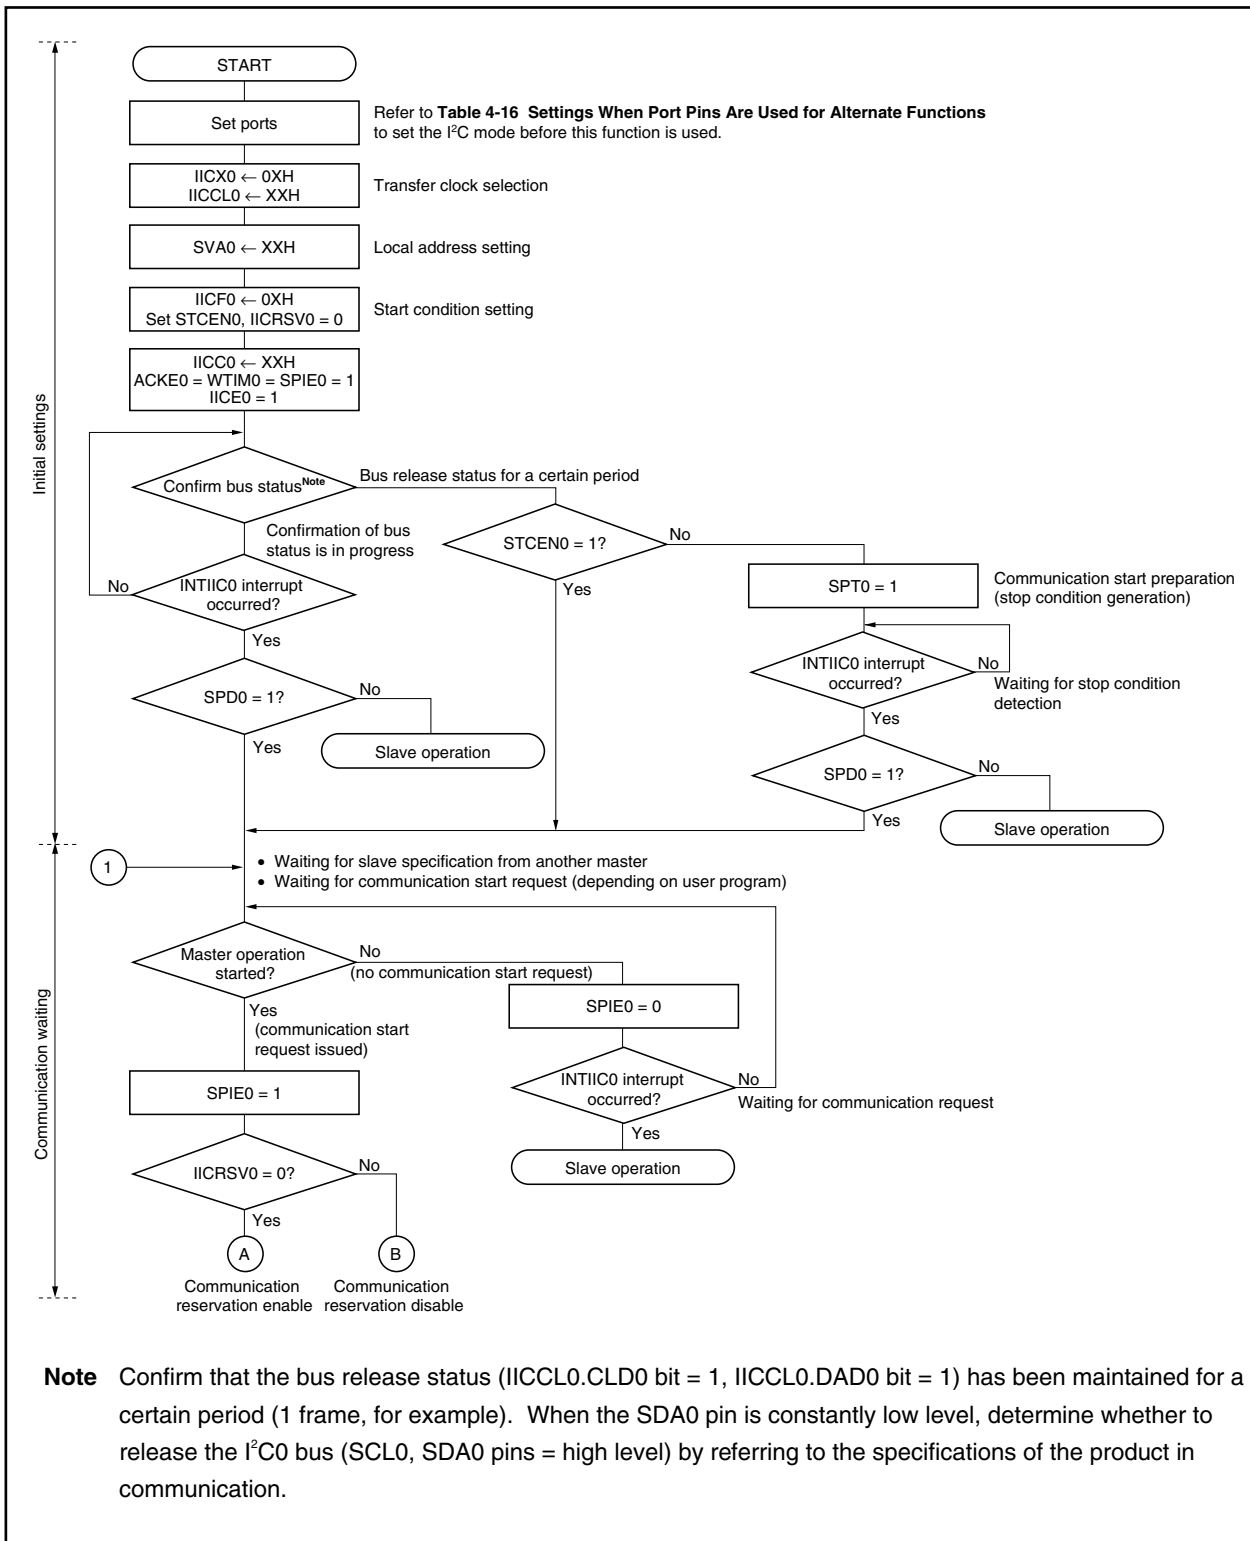 START
Set ports
Refer to Table 4-16 Settings When Port Pins Are Used for Alternate Functions
to set the I²C mode before this function is used.
IICX0 ← 0XH
IICCL0 ← XXH
Transfer clock selection
SVA0 ← XXH
Local address setting
IICF0 ← 0XH
Set STCEN0, IICRSV0 = 0
Start condition setting
IICC0 ← XXH
ACKE0 = WTIM0 = SPIE0 = 1
IICE0 = 1
Initial settings
Confirm bus statusNote
Bus release status for a certain period
Confirmation of bus
status is in progress
STCEN0 = 1?
No
Yes
SPT0 = 1
Communication start preparation
(stop condition generation)
No
INTIIC0 interrupt
occurred?
Yes
INTIIC0 interrupt
occurred?
No
Waiting for stop condition
detection
Yes
SPD0 = 1?
No
Yes
Slave operation
SPD0 = 1?
No
Yes
Slave operation
1
• Waiting for slave specification from another master
• Waiting for communication start request (depending on user program)
Communication waiting
Master operation
started?
No
(no communication start request)
Yes
(communication start
request issued)
SPIE0 = 0
INTIIC0 interrupt
occurred?
No
Waiting for communication request
Yes
Slave operation
SPIE0 = 1
IICRSV0 = 0?
No
Yes
A
B
Communication
reservation enable
Communication
reservation disable
Note Confirm that the bus release status (IICCL0.CLD0 bit = 1, IICCL0.DAD0 bit = 1) has been maintained for a
certain period (1 frame, for example). When the SDA0 pin is constantly low level, determine whether to
release the I²C0 bus (SCL0, SDA0 pins = high level) by referring to the specifications of the product in
communication.